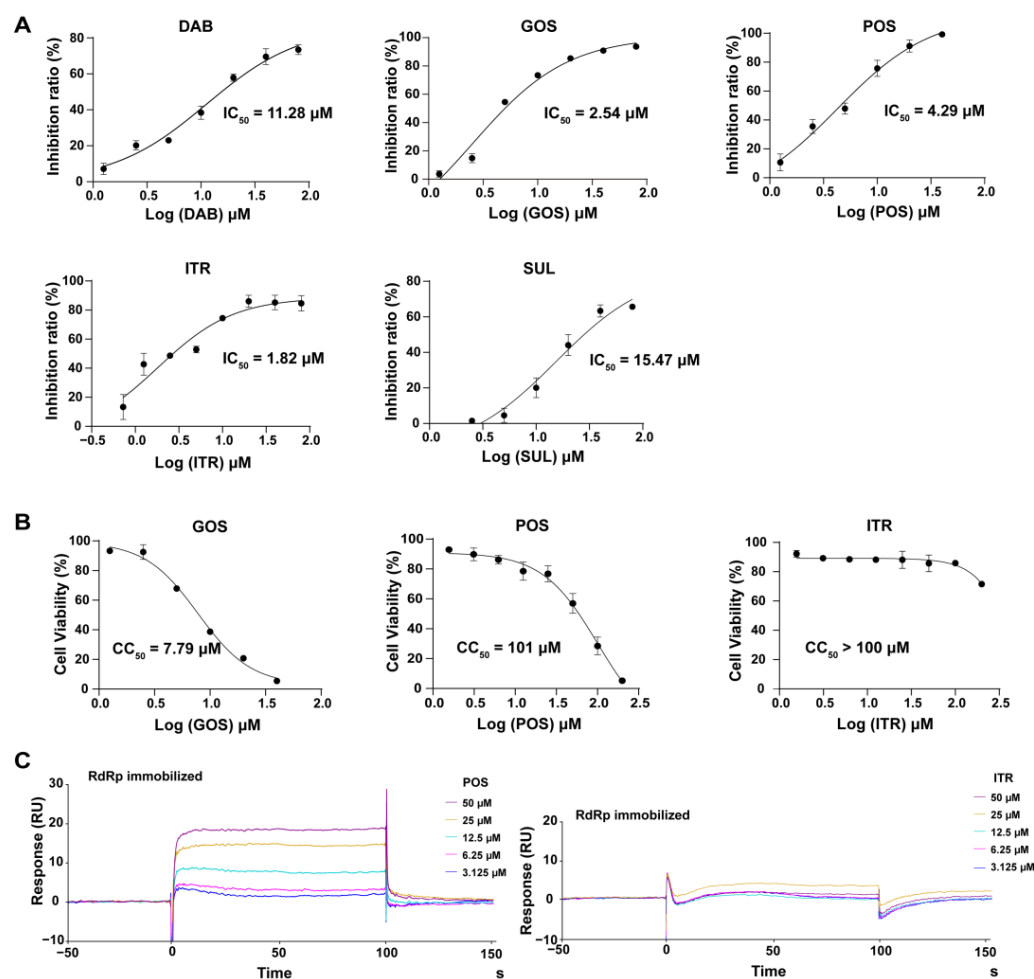 A
DAB
Inhibition ratio (%)
80
60
40
20
0
IC50 = 11.28 µM
0.0 0.5 1.0 1.5 2.0
Log (DAB) µM
GOS
Inhibition ratio (%)
100
80
60
40
20
0
IC50 = 2.54 µM
0.0 0.5 1.0 1.5 2.0
Log (GOS) µM
POS
Inhibition ratio (%)
100
80
60
40
20
0
IC50 = 4.29 µM
0.0 0.5 1.0 1.5 2.0
Log (POS) µM
ITR
Inhibition ratio (%)
100
80
60
40
20
0
IC50 = 1.82 µM
−0.5 0.0 0.5 1.0 1.5 2.0
Log (ITR) µM
SUL
Inhibition ratio (%)
80
60
40
20
0
IC50 = 15.47 µM
0.0 0.5 1.0 1.5 2.0
Log (SUL) µM
B
GOS
Cell Viability (%)
100
80
60
40
20
0
CC50 = 7.79 µM
0.0 0.5 1.0 1.5 2.0
Log (GOS) µM
POS
Cell Viability (%)
100
80
60
40
20
0
CC50 = 101 µM
0.0 0.5 1.0 1.5 2.0 2.5
Log (POS) µM
ITR
Cell Viability (%)
100
80
60
40
20
0
CC50 > 100 µM
0.0 0.5 1.0 1.5 2.0 2.5
Log (ITR) µM
C
RdRp immobilized
Response (RU)
30
20
10
0
−10
−50 0 50 100 150
Time s
POS
50 µM
25 µM
12.5 µM
6.25 µM
3.125 µM
RdRp immobilized
Response (RU)
20
10
0
−10
−50 0 50 100 150
Time s
ITR
50 µM
25 µM
12.5 µM
6.25 µM
3.125 µM